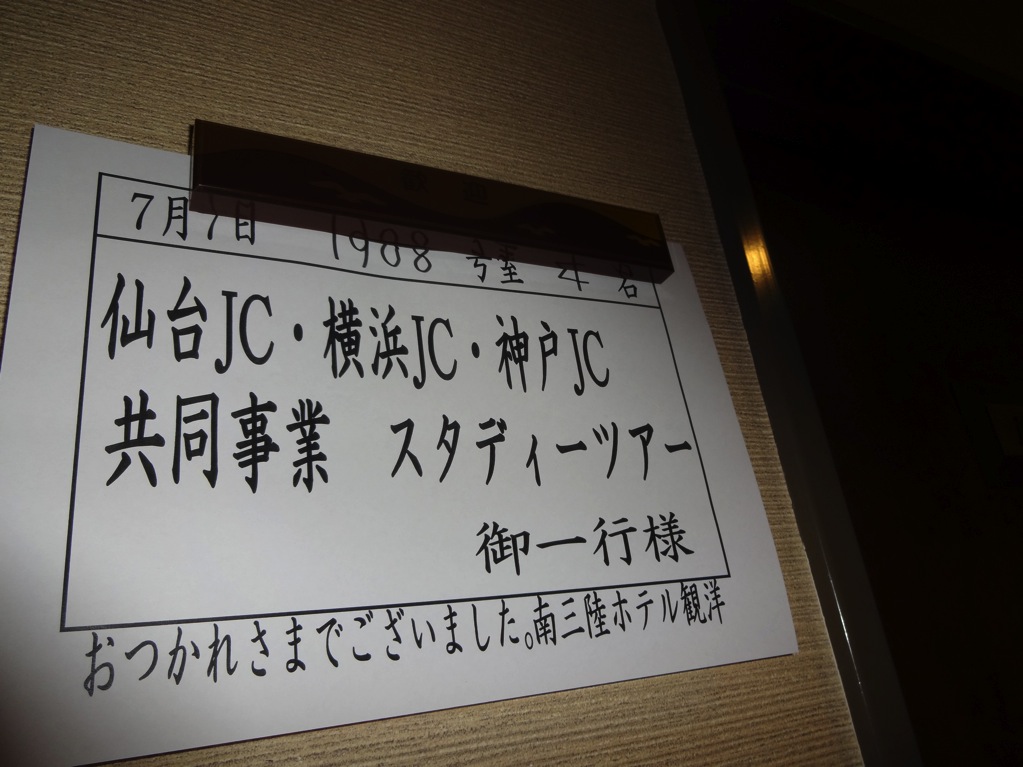 7月7日 1908 号室 4 名
仙台JC・横浜JC・神戸JC
共同事業 スタディーツアー
御一行様
おつかれさまでございました。南三陸ホテル観洋